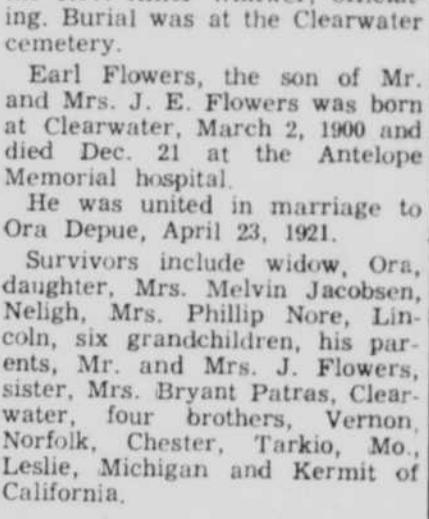 ing. Burial was at the Clearwater
cemetery.
Earl Flowers, the son of Mr.
and Mrs. J. E. Flowers was born
at Clearwater, March 2, 1900 and
died Dec. 21 at the Antelope
Memorial hospital.
He was united in marriage to
Ora Depue, April 23, 1921.
Survivors include widow, Ora,
daughter, Mrs. Melvin Jacobsen,
Neligh, Mrs. Phillip Nore, Lin-
coln, six grandchildren, his par-
ents, Mr. and Mrs. J. Flowers,
sister, Mrs. Bryant Patras, Clear-
water, four brothers, Vernon,
Norfolk, Chester, Tarkio, Mo.,
Leslie, Michigan and Kermit of
California.